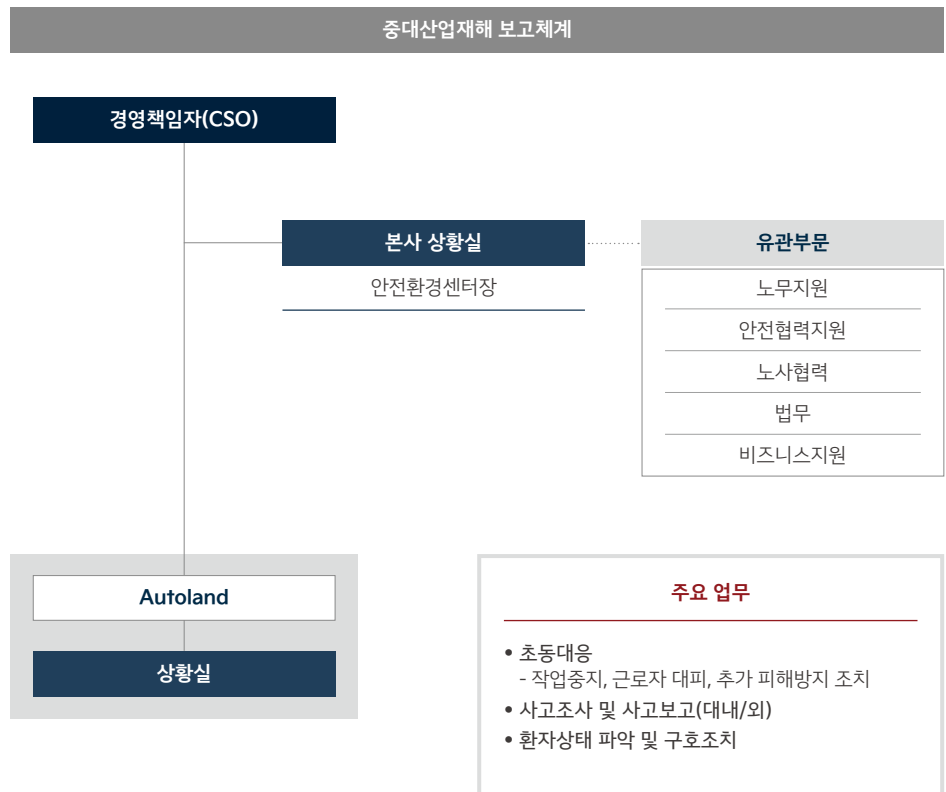 중대산업재해 보고체계
경영책임자(CSO)
본사 상황실
안전환경센터장
유관부문
노무지원
안전협력지원
노사협력
법무
비즈니스지원
Autoland
상황실
주요 업무
• 초동대응
- 작업중지, 근로자 대피, 추가 피해방지 조치
• 사고조사 및 사고보고(대내/외)
• 환자상태 파악 및 구호조치